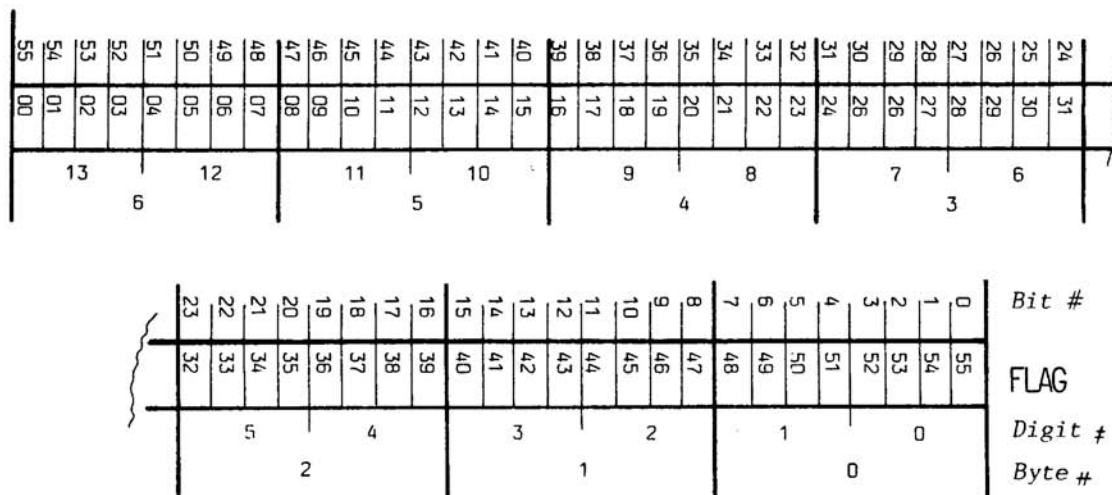 55 54 53 52 51 50 49 48 47 46 45 44 43 42 41 40 39 38 37 36 35 34 33 32 31 30 29 28 27 26 25 24
00 01 02 03 04 05 06 07 08 09 10 11 12 13 14 15 16 17 18 19 20 21 22 23 24 26 26 27 28 29 30 31
13 12 11 10 9 8 7 6
6 5 4 3
23 22 21 20 19 18 17 16 15 14 13 12 11 10 9 8 7 6 5 4 3 2 1 0 Bit #
32 33 34 35 36 37 38 39 40 41 42 43 44 45 46 47 48 49 50 51 52 53 54 55 FLAG
5 4 3 2 1 0 Digit #
2 1 0 Byte #